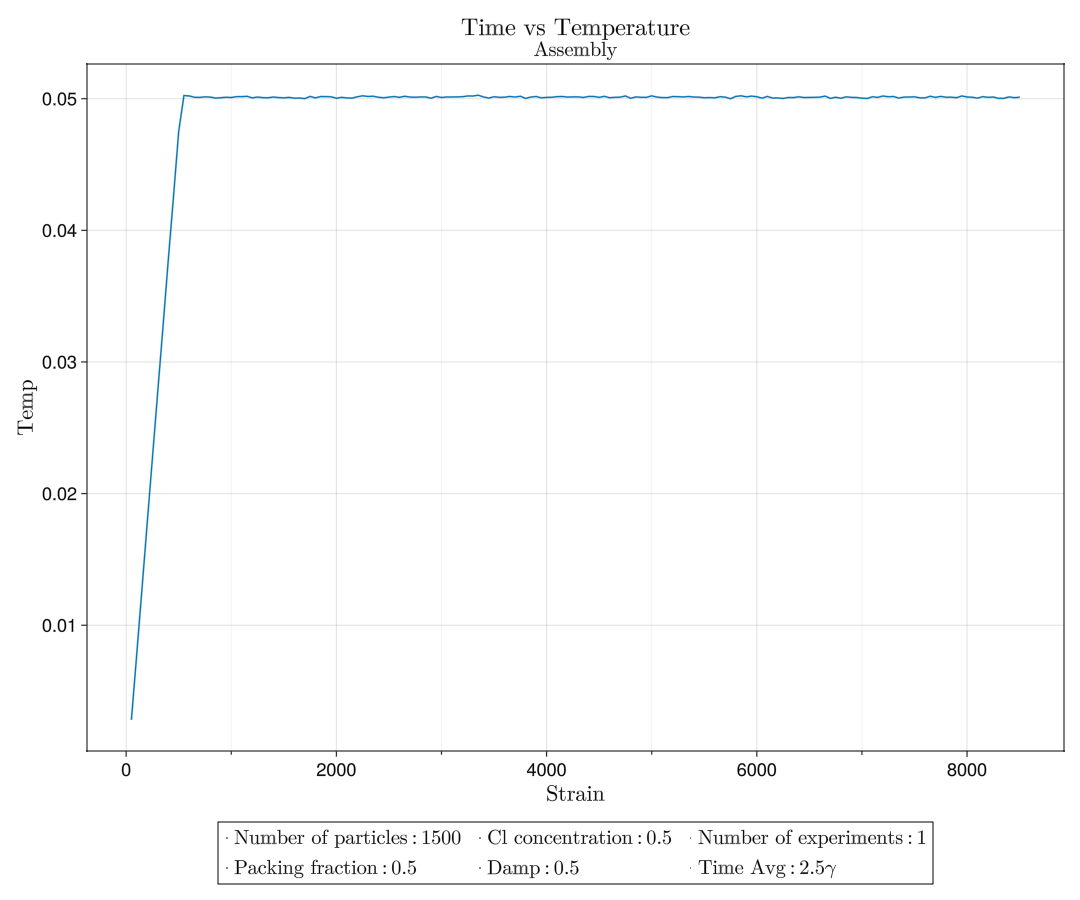 Time vs Temperature
Assembly
0.05
0.04
0.03
0.02
0.01
Temp
0 2000 4000 6000 8000
Strain
Number of particles : 1500 Cl concentration : 0.5 Number of experiments : 1
Packing fraction : 0.5 Damp : 0.5 Time Avg : 2.5γ